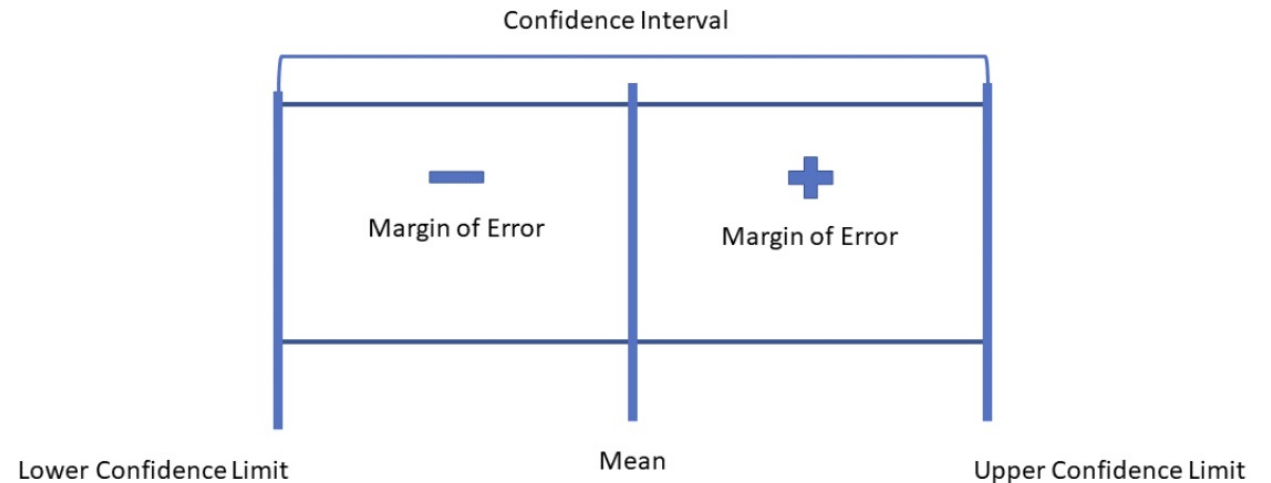 Confidence Interval
Margin of Error
Margin of Error
Lower Confidence Limit
Mean
Upper Confidence Limit